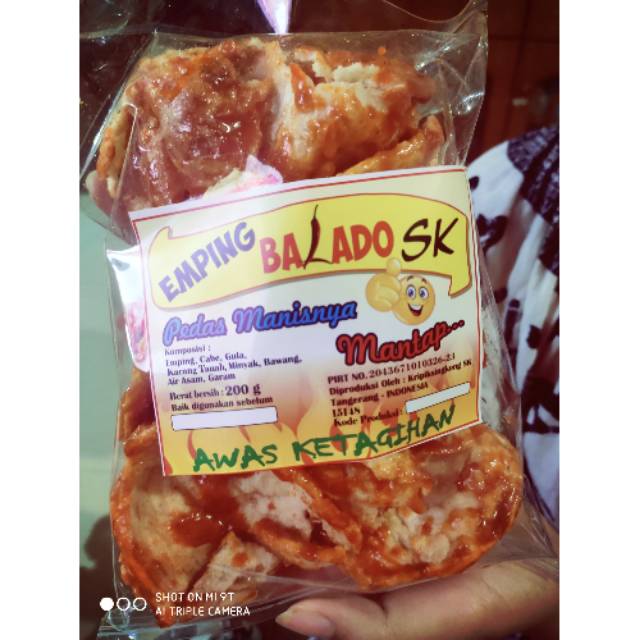 EMPING BALADO SK
Pedas Manisnya
Mantap...
Komposisi :
Emping, Cabe, Gula,
Kacang Tanah, Minyak, Bawang,
Air Asam, Garam
Berat bersih : 200 g
Baik digunakan sebelum
PIRT NO. 2043671010326-23
Diproduksi Oleh : Kripiksingkong SK
Tangerang - INDONESIA
15148
Kode Produksi :
AWAS KETAGIHAN
SHOT ON MI 9T
AI TRIPLE CAMERA